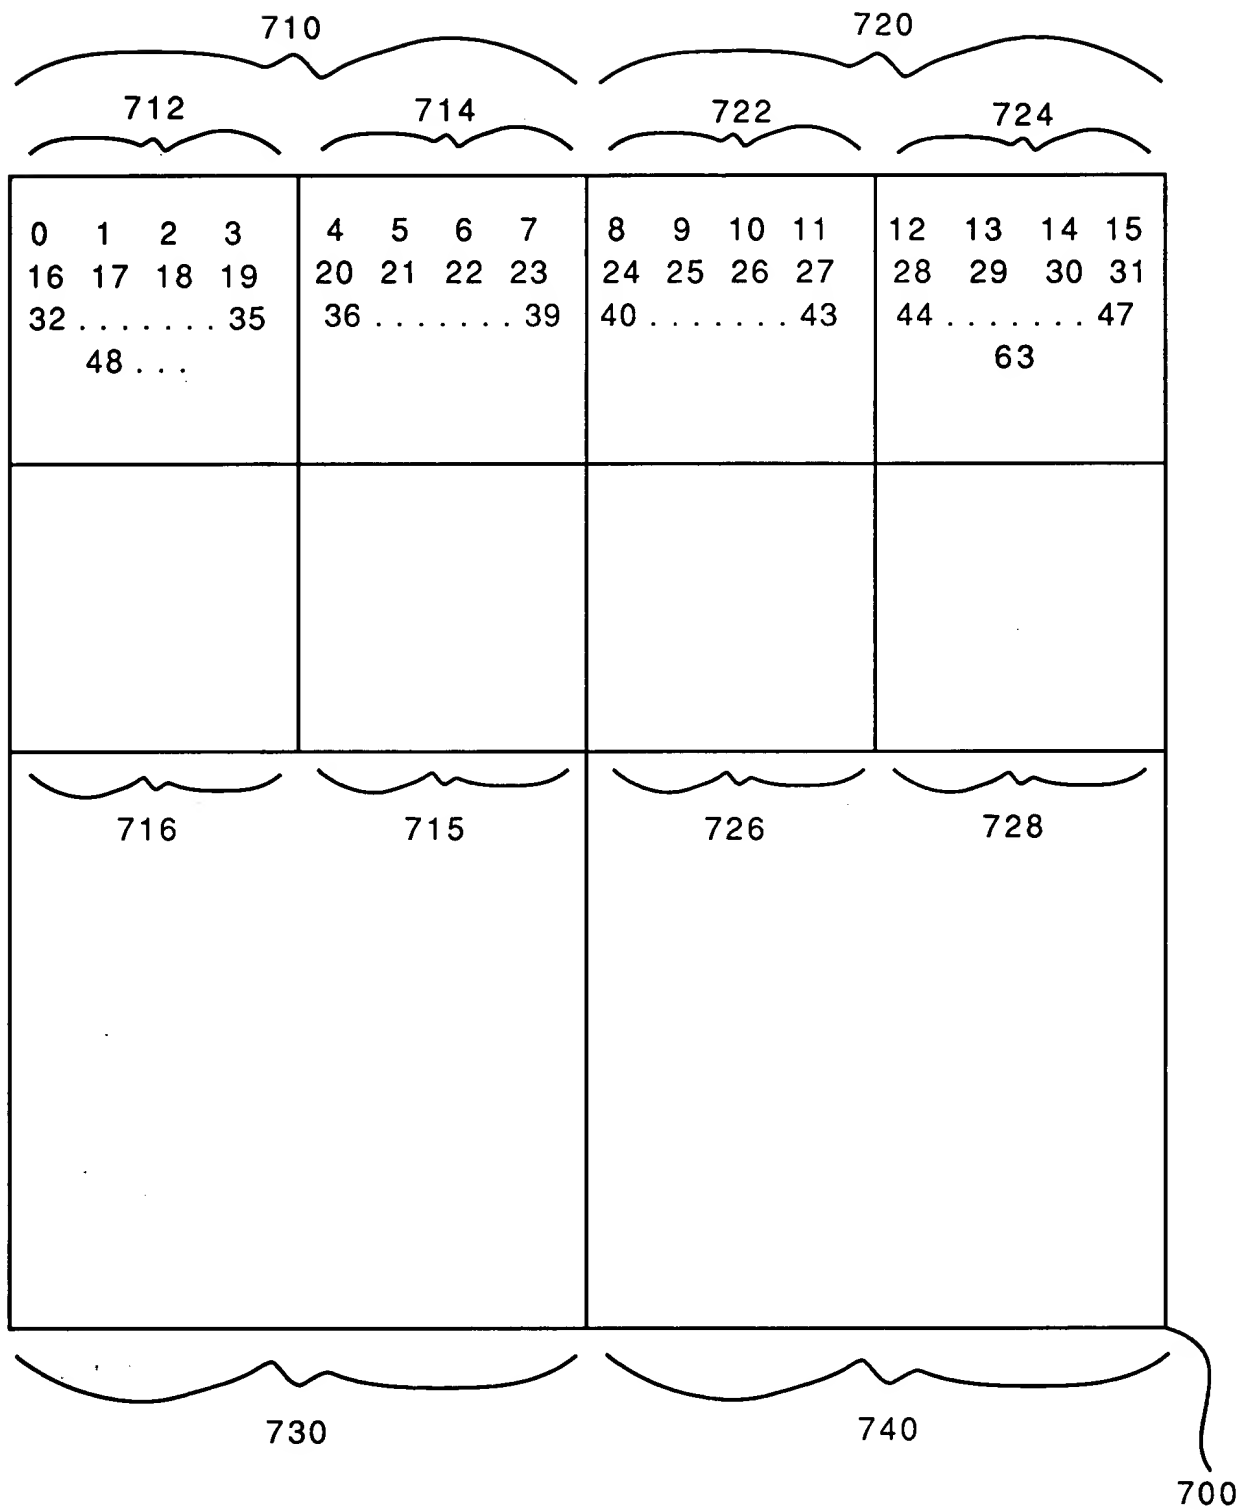 710 720
712 714 722 724
0 1 2 3 4 5 6 7 8 9 10 11 12 13 14 15
16 17 18 19 20 21 22 23 24 25 26 27 28 29 30 31
32 . . . . . . . 35 36 . . . . . . . 39 40 . . . . . . . 43 44 . . . . . . . 47
48 . . . 63
716 715 726 728
730 740
700